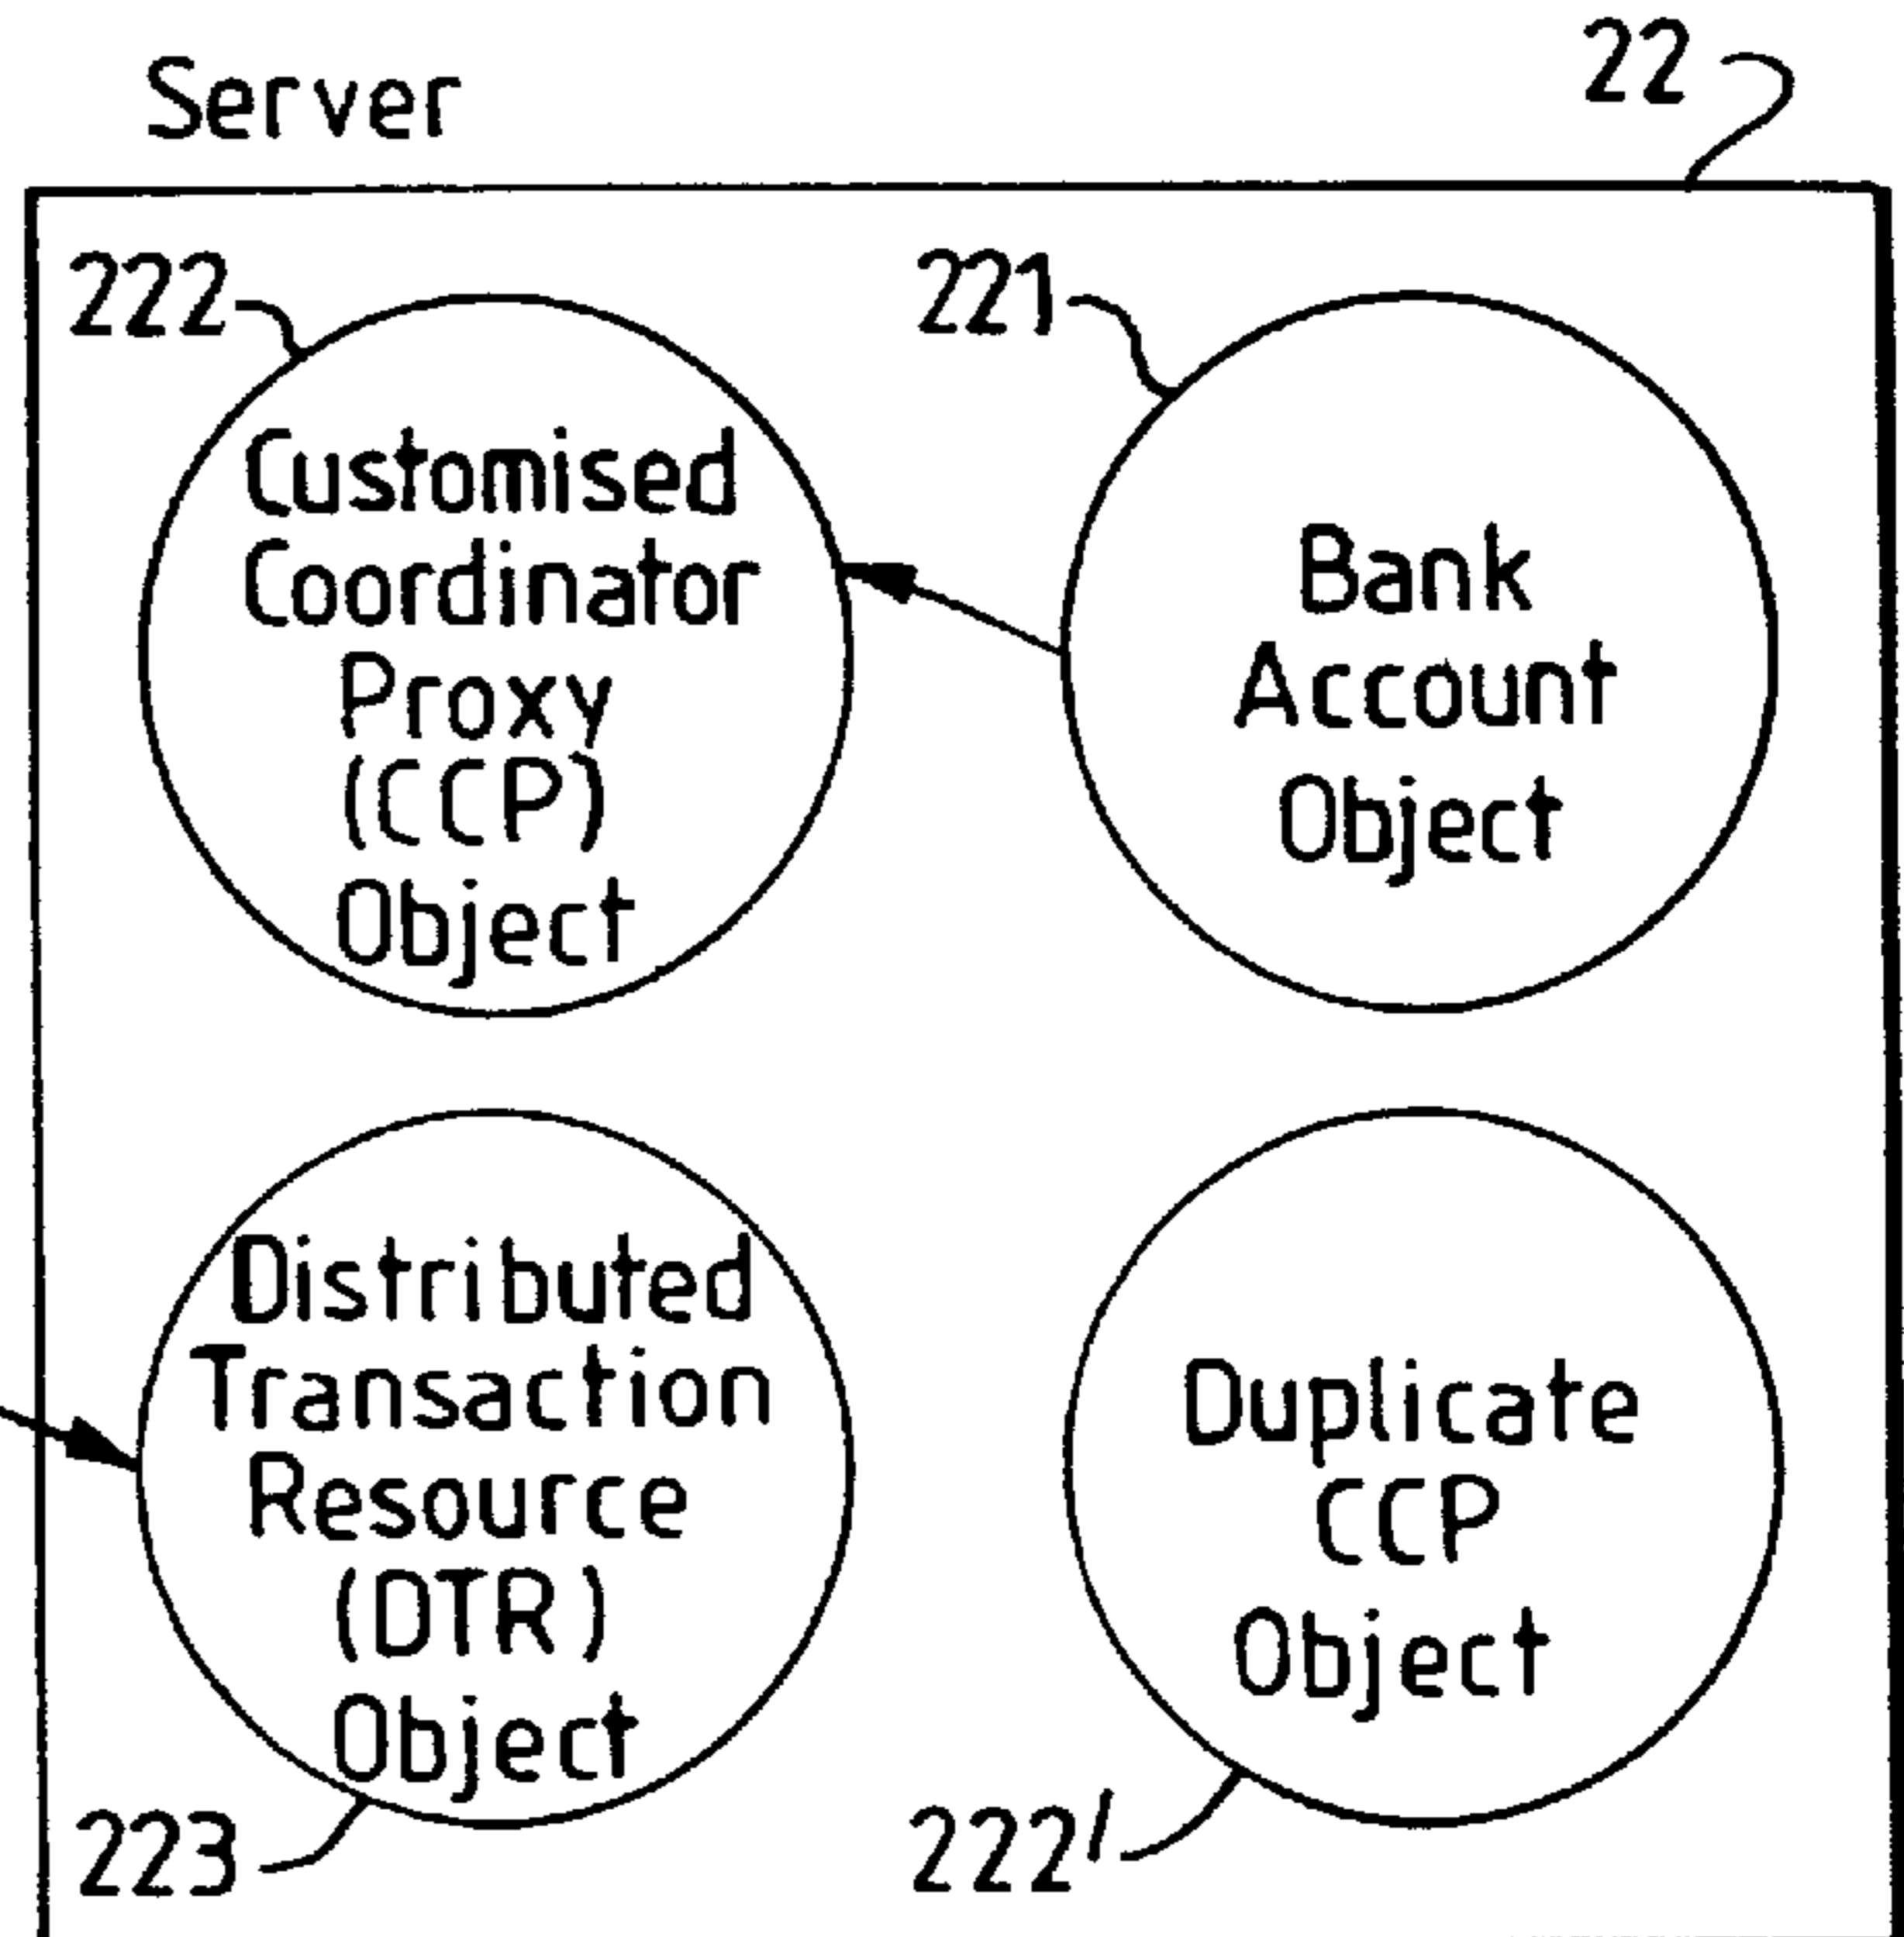 Server
22
222
221
Customised
Coordinator
Proxy
(CCP)
Object
Bank
Account
Object
Distributed
Transaction
Resource
(DTR)
Object
Duplicate
CCP
Object
223
222'